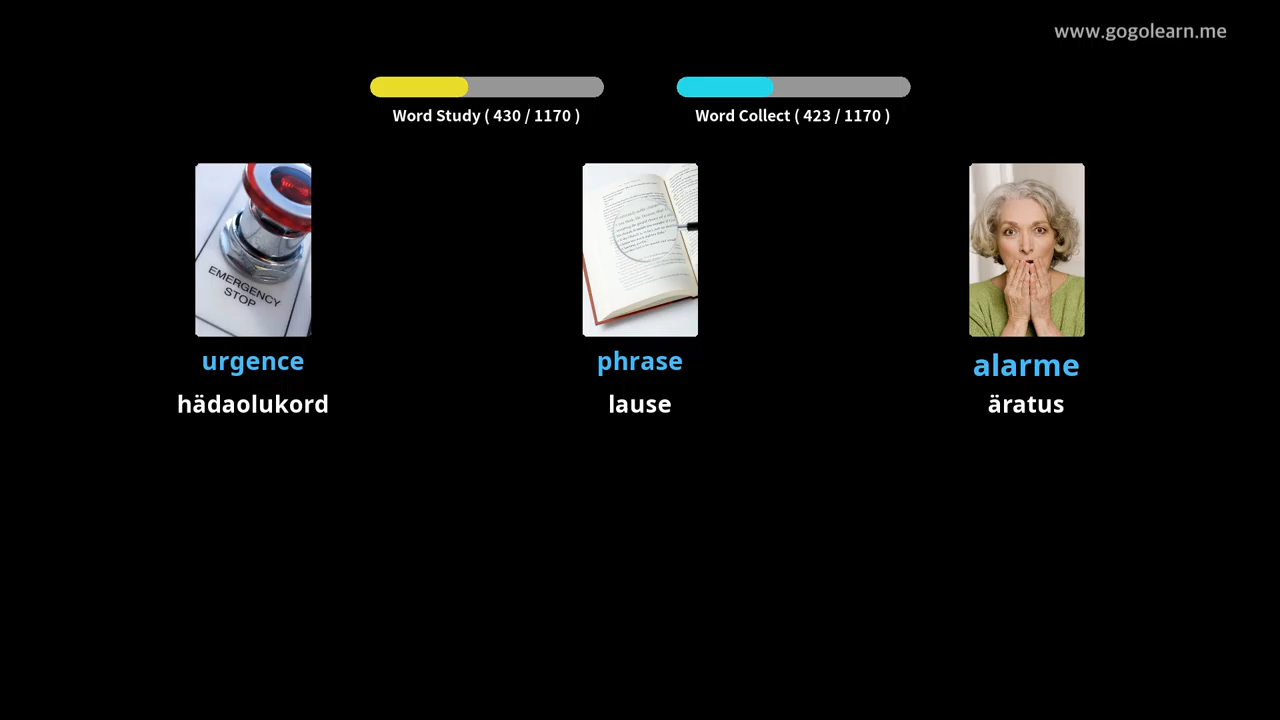 www.gogolearn.me
Word Study ( 430 / 1170 )
Word Collect ( 423 / 1170 )
EMERGENCY
STOP
urgence
phrase
alarme
hädaolukord
lause
äratus